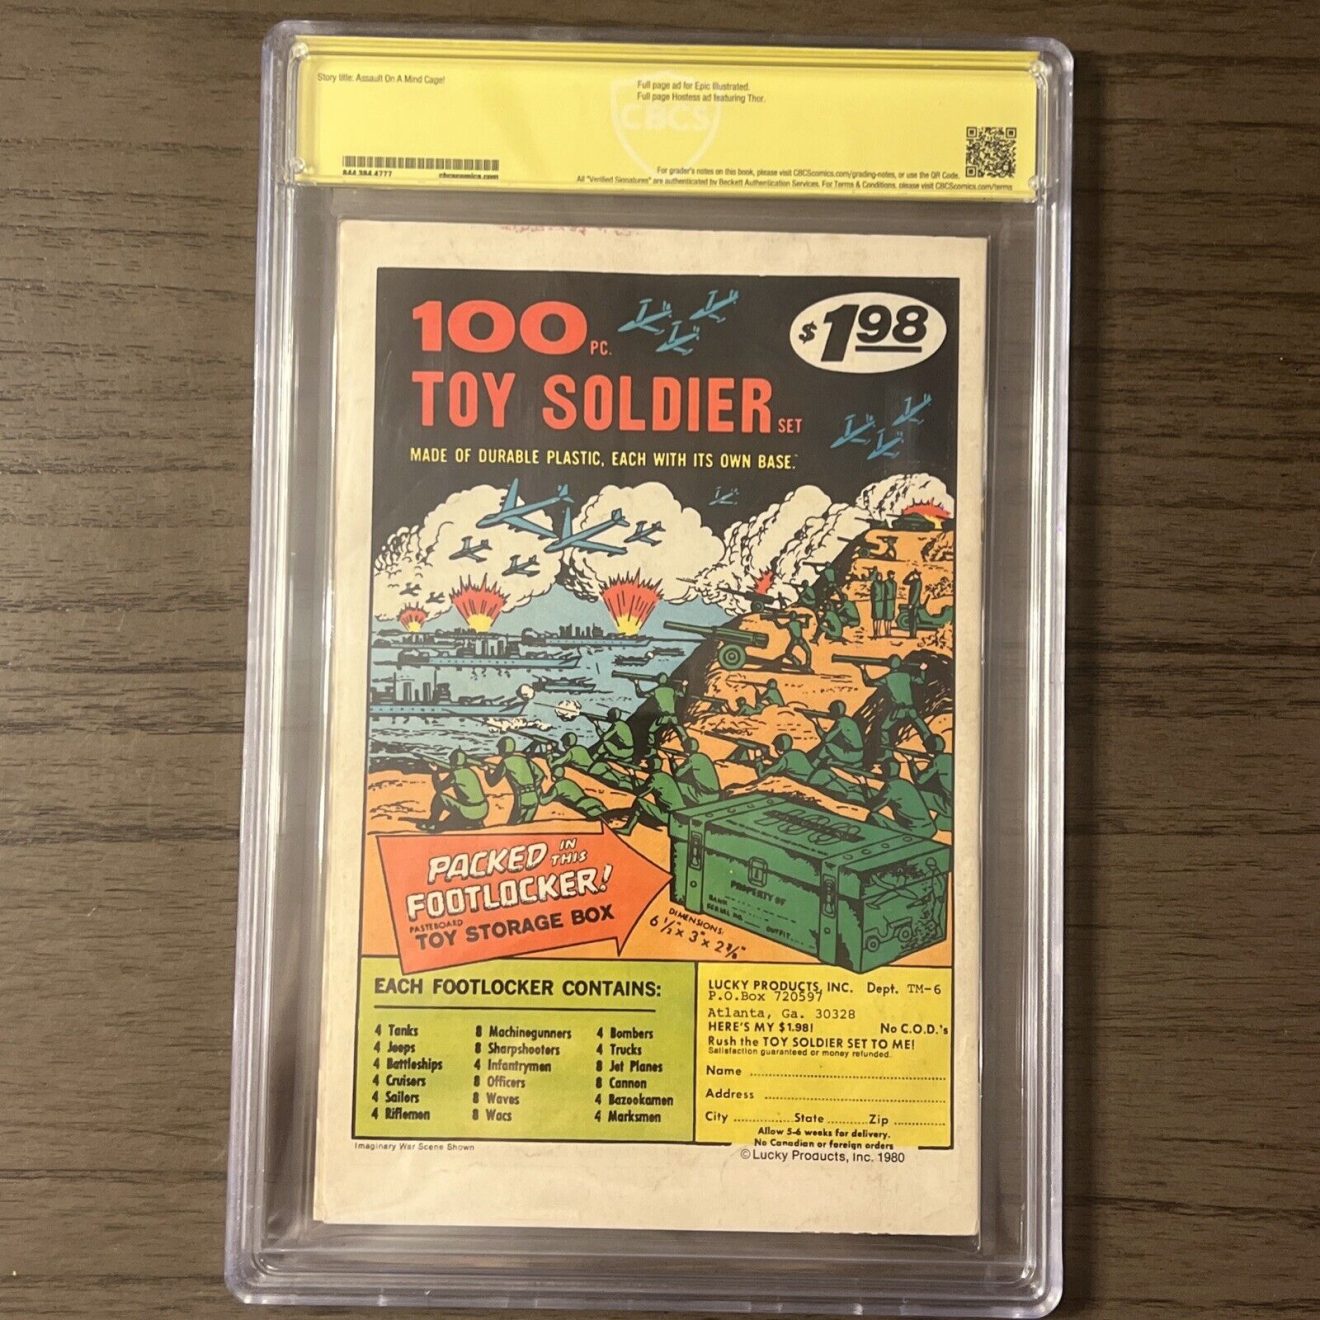 Story title: Assault On A Mind Cage!
Full page ad for Epic Illustrated.
Full page Hostess ad featuring Thor.
CBCS
cbcscomics.com
For grader's notes on this book, please visit CBCScomics.com/grading-notes, or use the QR Code.
All "Verified Signatures" are authenticated by Beckett Authentication Services. For Terms & Conditions, please visit CBCScomics.com/terms
100 PC.
TOY SOLDIER SET
$1.98
MADE OF DURABLE PLASTIC, EACH WITH ITS OWN BASE.
PACKED IN THIS
FOOTLOCKER!
PASTEBOARD
TOY STORAGE BOX
PROPERTY OF
RANK
SERIAL NO.
OUTFIT
DIMENSIONS:
EACH FOOTLOCKER CONTAINS:
4 Tanks
4 Jeeps
4 Battleships
4 Cruisers
4 Sailors
4 Riflemen
8 Machinegunners
8 Sharpshooters
4 Infantrymen
8 Officers
8 Waves
8 Wacs
4 Bombers
4 Trucks
8 Jet Planes
8 Cannon
4 Bazookamen
4 Marksmen
LUCKY PRODUCTS, INC. Dept. TM-6
P.O.Box 720597
Atlanta, Ga. 30328
HERE'S MY $1.98! No C.O.D.'s
Rush the TOY SOLDIER SET TO ME!
Satisfaction guaranteed or money refunded.
Name
Address
City State Zip
Allow 5-6 weeks for delivery.
No Canadian or foreign orders
Imaginary War Scene Shown
© Lucky Products, Inc. 1980